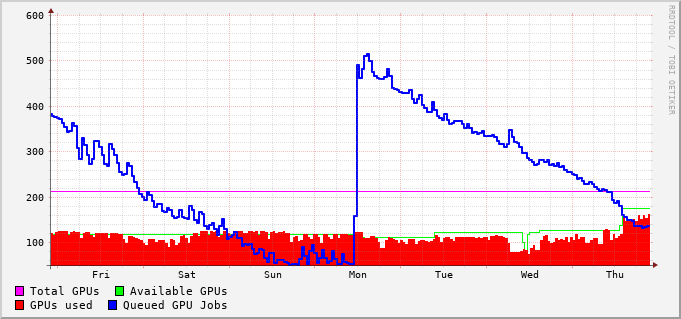 600
500
400
300
200
100
Fri Sat Sun Mon Tue Wed Thu
Total GPUs Available GPUs
GPUs used Queued GPU Jobs
RRDTOOL / TOBI OETIKER